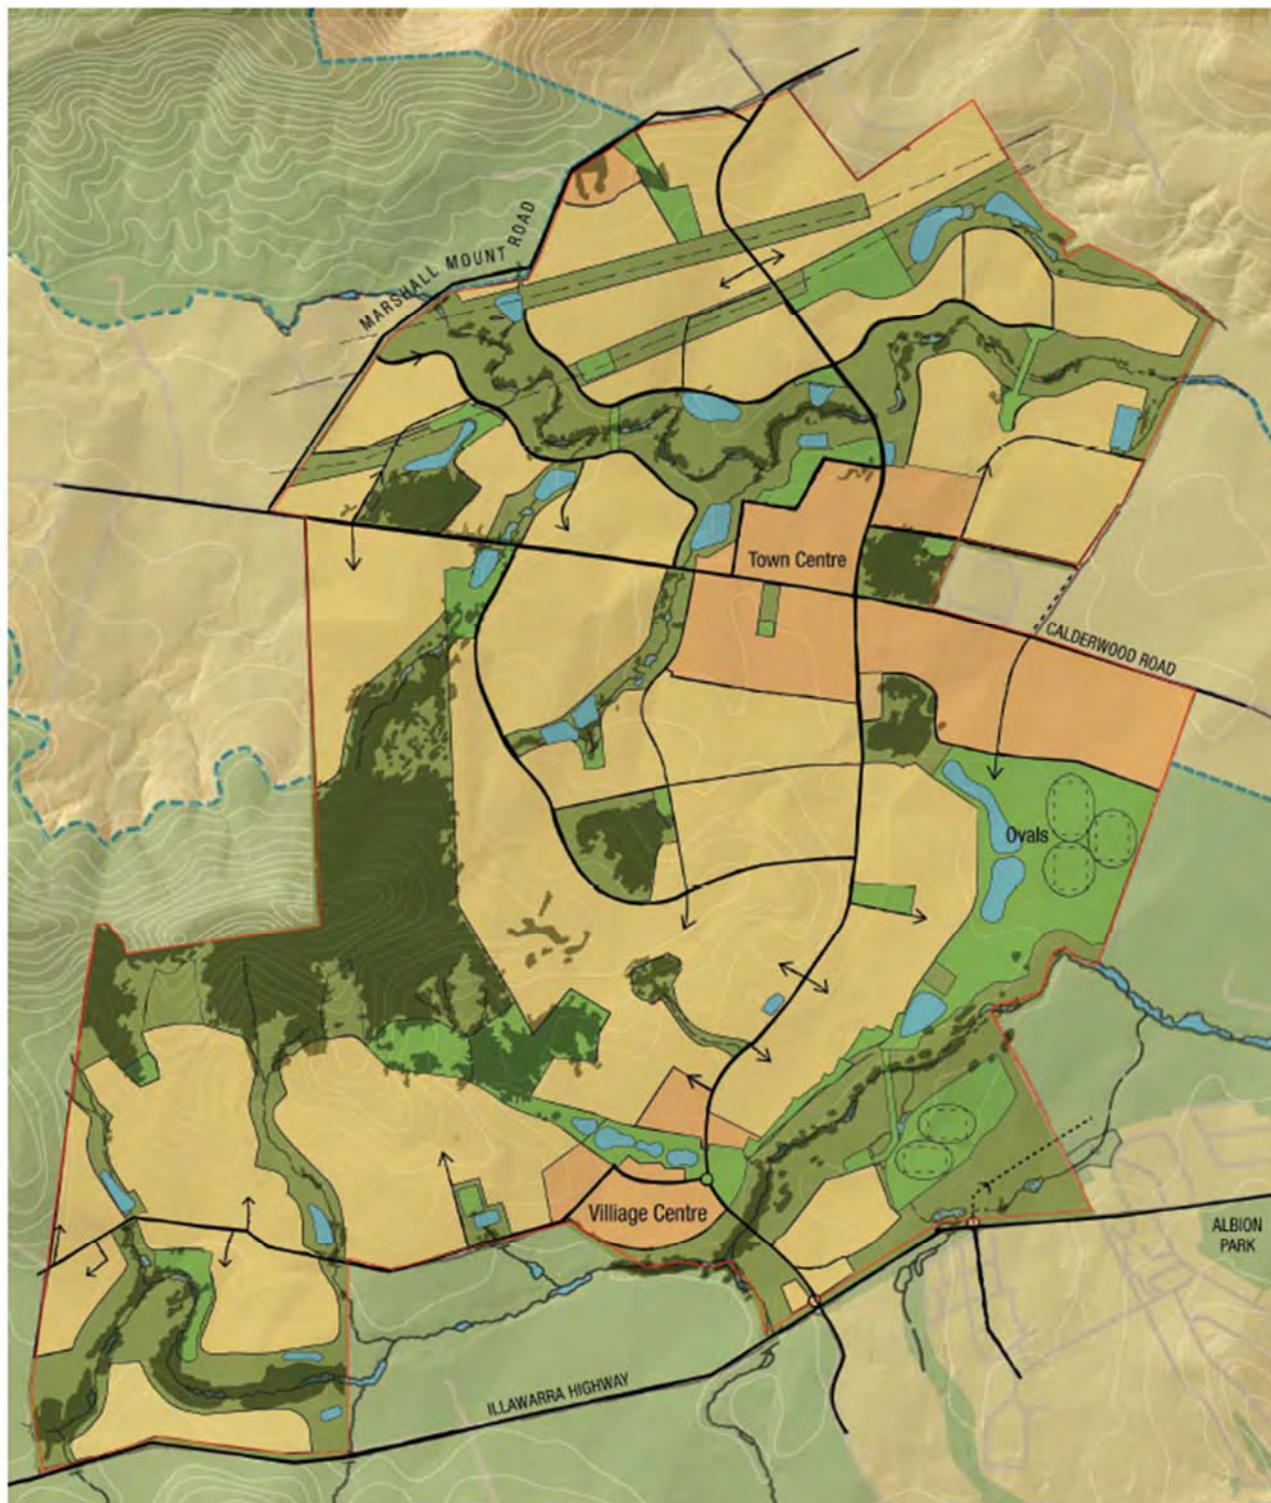 MARSHALL MOUNT ROAD
Town Centre
CALDERWOOD ROAD
Ovals
Villiage Centre
ALBION
PARK
ILLAWARRA HIGHWAY